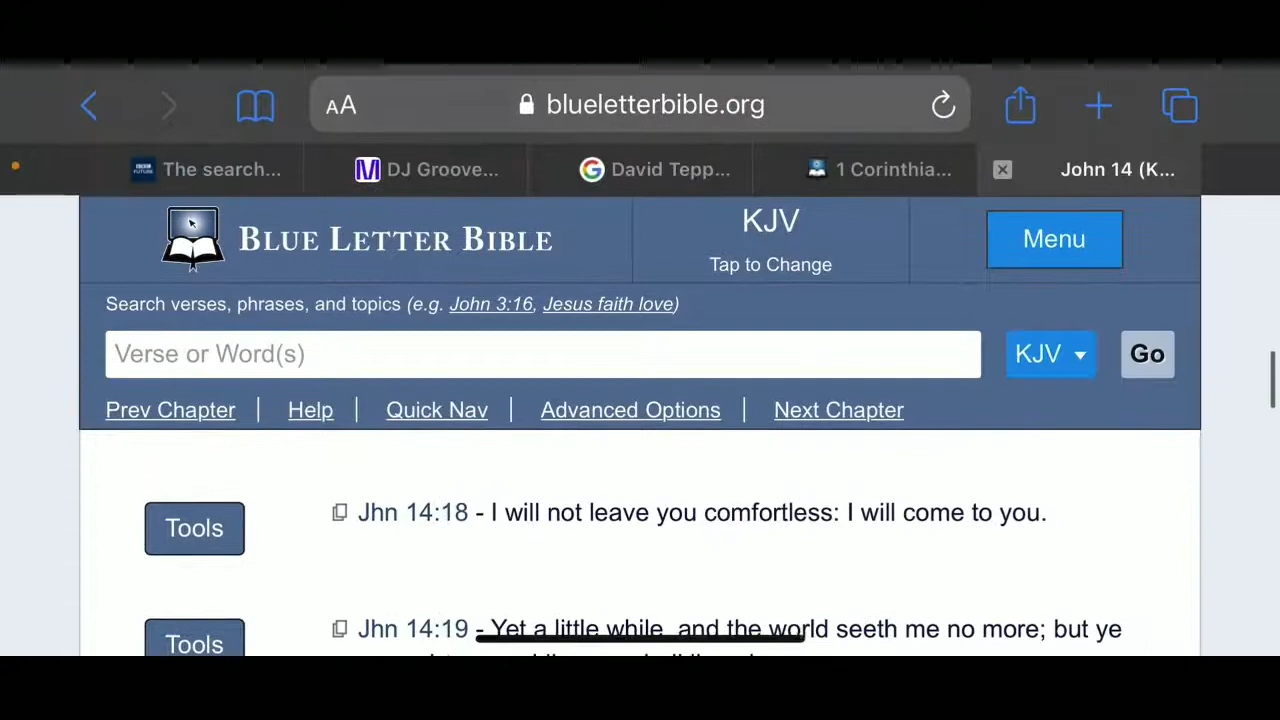 AA blueletterbible.org
The search... DJ Groove... David Tepp... 1 Corinthia... John 14 (K...
BLUE LETTER BIBLE
KJV
Tap to Change
Menu
Search verses, phrases, and topics (e.g. John 3:16, Jesus faith love)
Verse or Word(s) KJV Go
Prev Chapter | Help | Quick Nav | Advanced Options | Next Chapter
Tools Jhn 14:18 - I will not leave you comfortless: I will come to you.
Tools Jhn 14:19 - Yet a little while, and the world seeth me no more; but ye